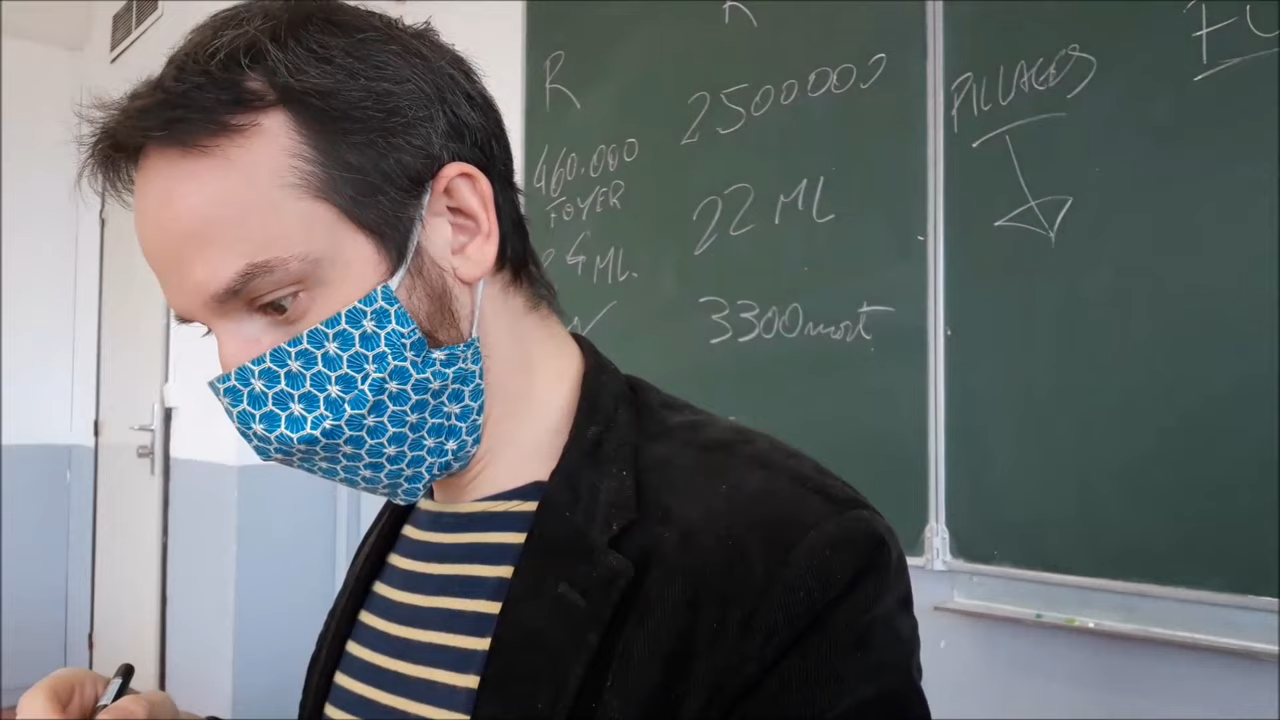 R
460.000
FOYER
4 ML.
R
2500000
22 ML
3300 mort
PILLAGES